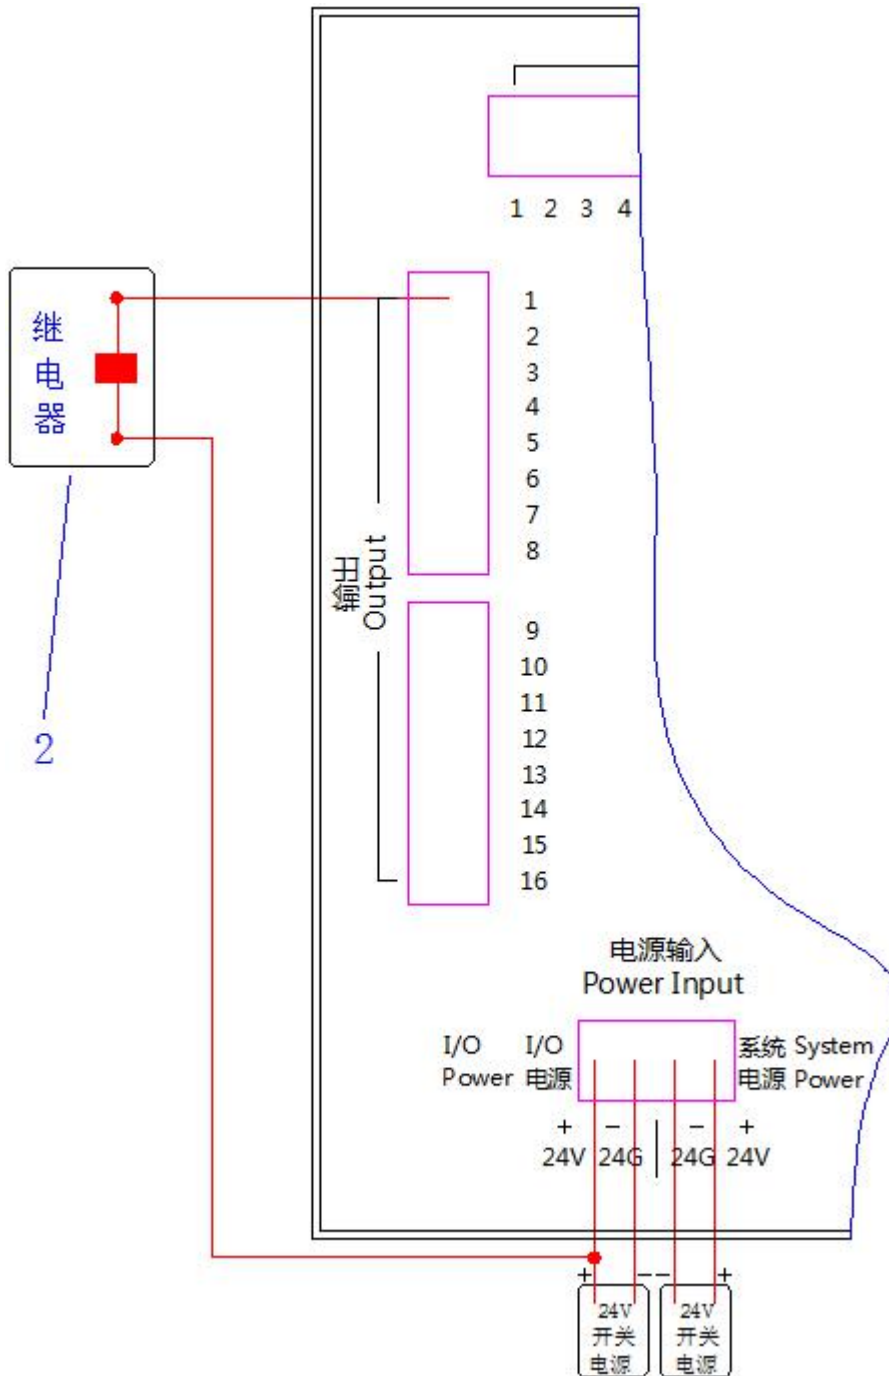 1 2 3 4
继电器
1
2
3
4
5
6
7
8
输出
Output
9
10
11
12
13
14
15
16
2
电源输入
Power Input
I/O I/O 系统 System
Power 电源 电源 Power
+ − − +
24V 24G 24G 24V
+ − − +
24V 24V
开关 开关
电源 电源